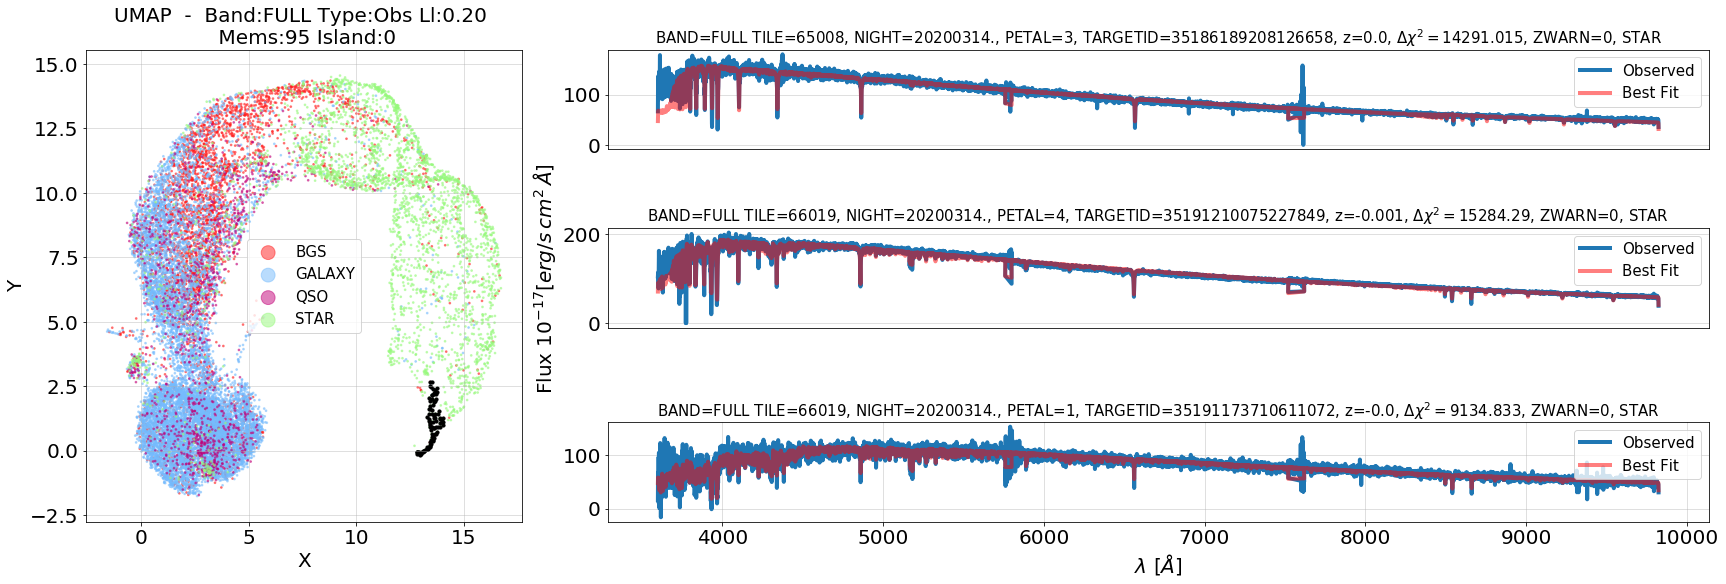 UMAP  -  Band:FULL Type:Obs Ll:0.20
Mems:95 Island:0
15.0
12.5
10.0
7.5
5.0
2.5
0.0
−2.5
Y
BGS
GALAXY
QSO
STAR
0
5
10
15
X
Flux 10⁻¹⁷[erg/s cm² Å]
BAND=FULL TILE=65008, NIGHT=20200314., PETAL=3, TARGETID=35186189208126658, z=0.0, Δχ² = 14291.015, ZWARN=0, STAR
100
0
Observed
Best Fit
BAND=FULL TILE=66019, NIGHT=20200314., PETAL=4, TARGETID=35191210075227849, z=-0.001, Δχ² = 15284.29, ZWARN=0, STAR
200
0
Observed
Best Fit
BAND=FULL TILE=66019, NIGHT=20200314., PETAL=1, TARGETID=35191173710611072, z=-0.0, Δχ² = 9134.833, ZWARN=0, STAR
100
0
Observed
Best Fit
4000
5000
6000
7000
8000
9000
10000
λ [Å]